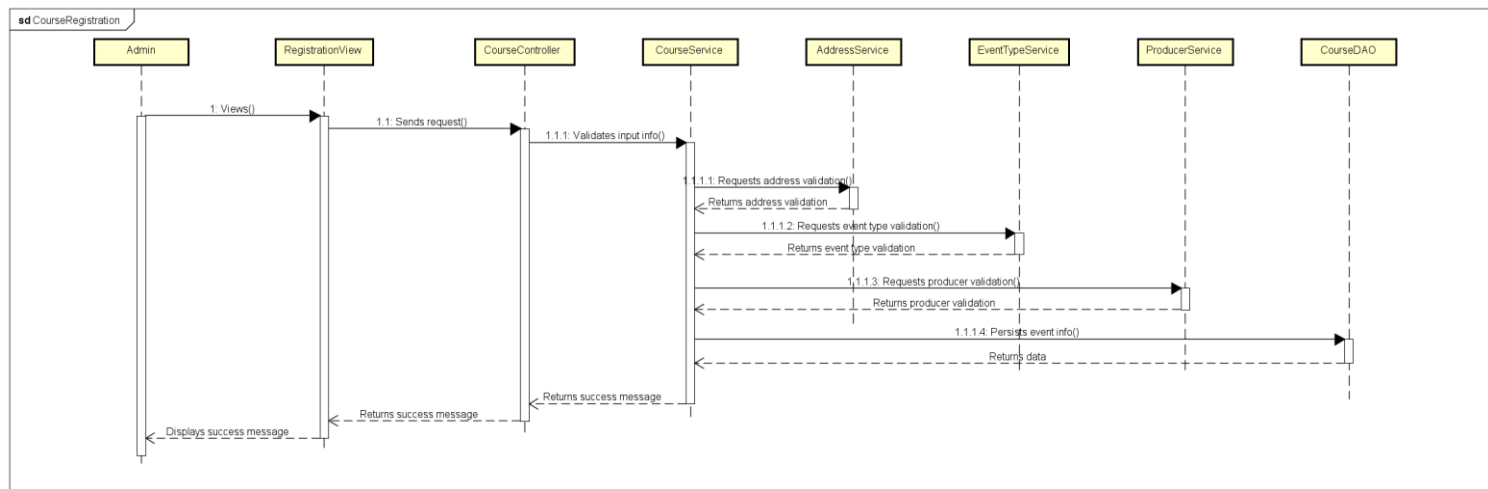 sd CourseRegistration
Admin
RegistrationView
CourseController
CourseService
AddressService
EventTypeService
ProducerService
CourseDAO
1: Views()
1.1: Sends request()
1.1.1: Validates input info()
1.1.1.1: Requests address validation()
Returns address validation
1.1.1.2: Requests event type validation()
Returns event type validation
1.1.1.3: Requests producer validation()
Returns producer validation
1.1.1.4: Persists event info()
Returns data
Returns success message
Returns success message
Displays success message